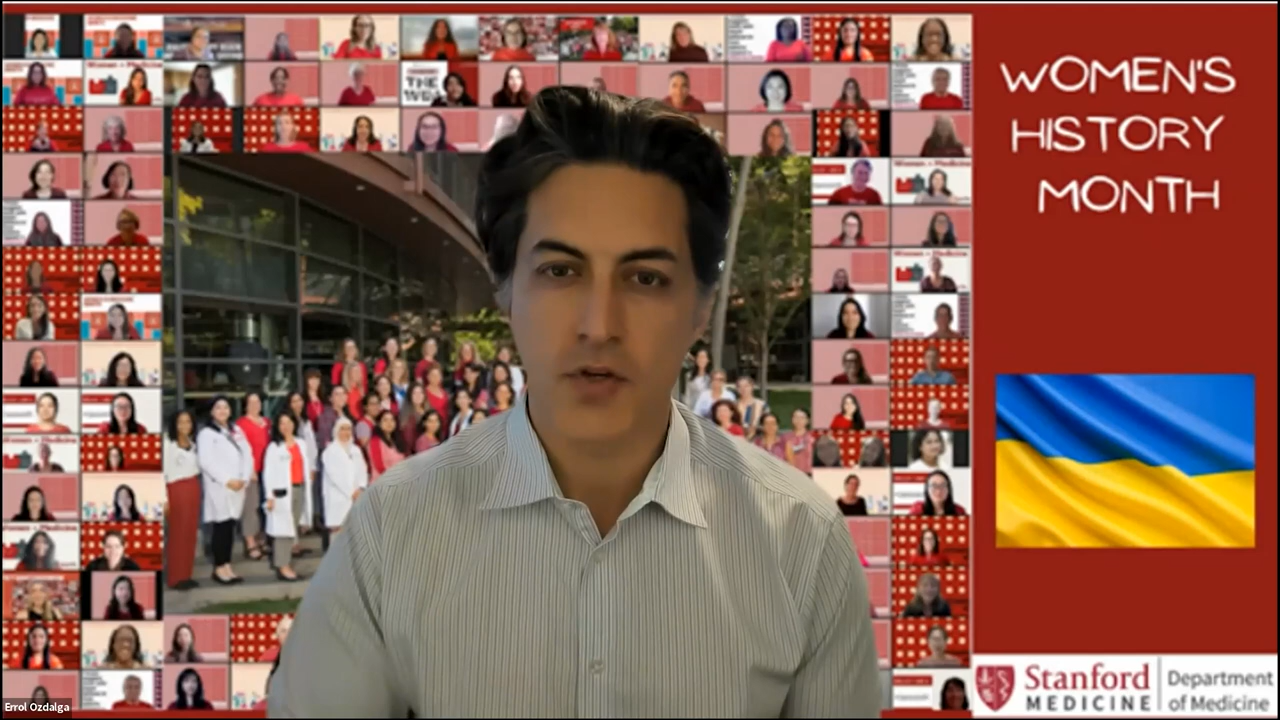 WOMEN'S
HISTORY
MONTH
Stanford
MEDICINE
Department
of Medicine
Errol Ozdalga